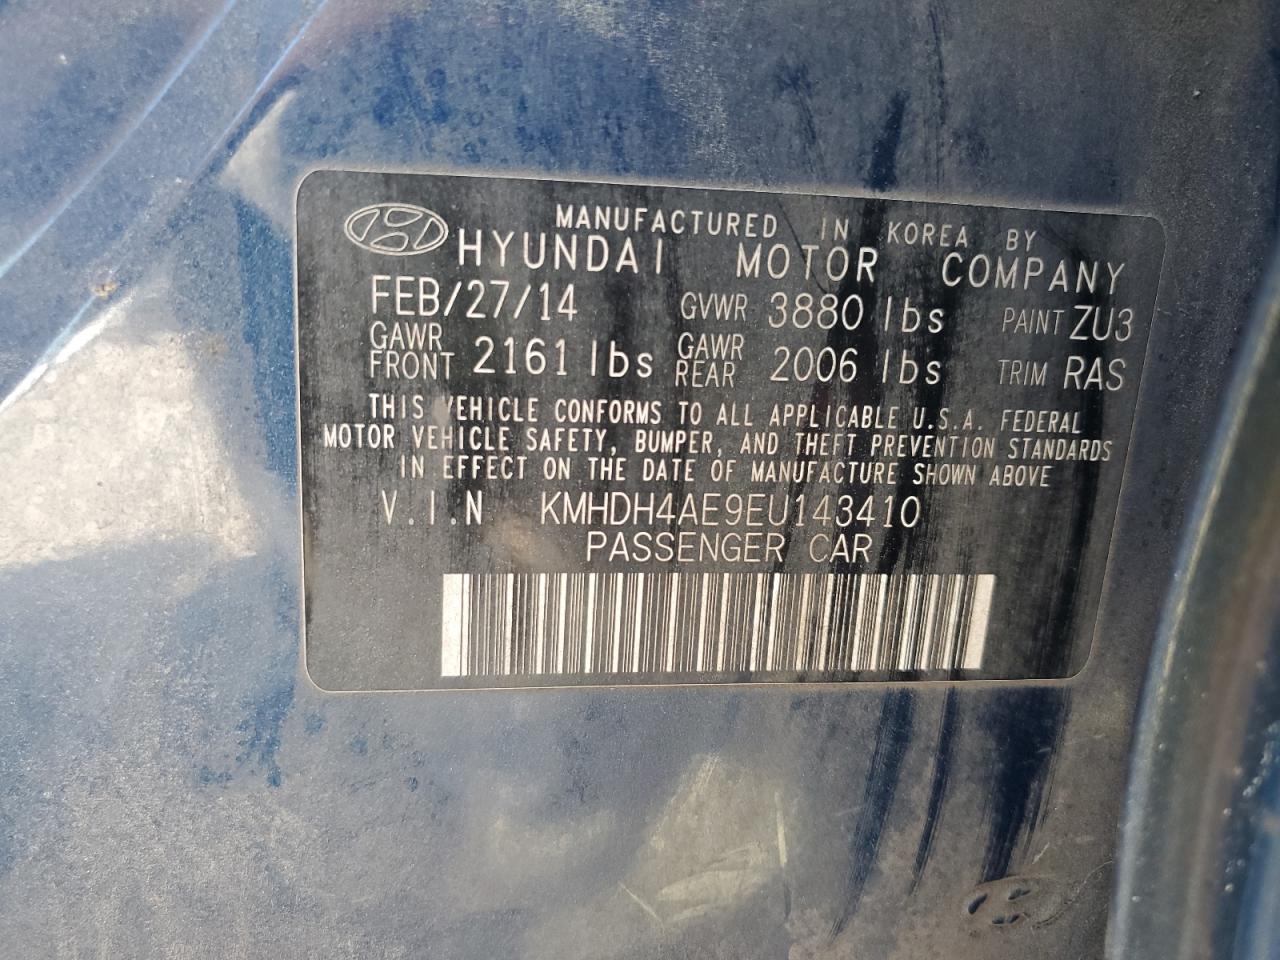 MANUFACTURED IN KOREA BY
HYUNDAI MOTOR COMPANY
FEB/27/14 GVWR 3880 lbs PAINT ZU3
GAWR FRONT 2161 lbs GAWR REAR 2006 lbs TRIM RAS
THIS VEHICLE CONFORMS TO ALL APPLICABLE U.S.A. FEDERAL
MOTOR VEHICLE SAFETY, BUMPER, AND THEFT PREVENTION STANDARDS
IN EFFECT ON THE DATE OF MANUFACTURE SHOWN ABOVE
V.I.N KMHDH4AE9EU143410
PASSENGER CAR